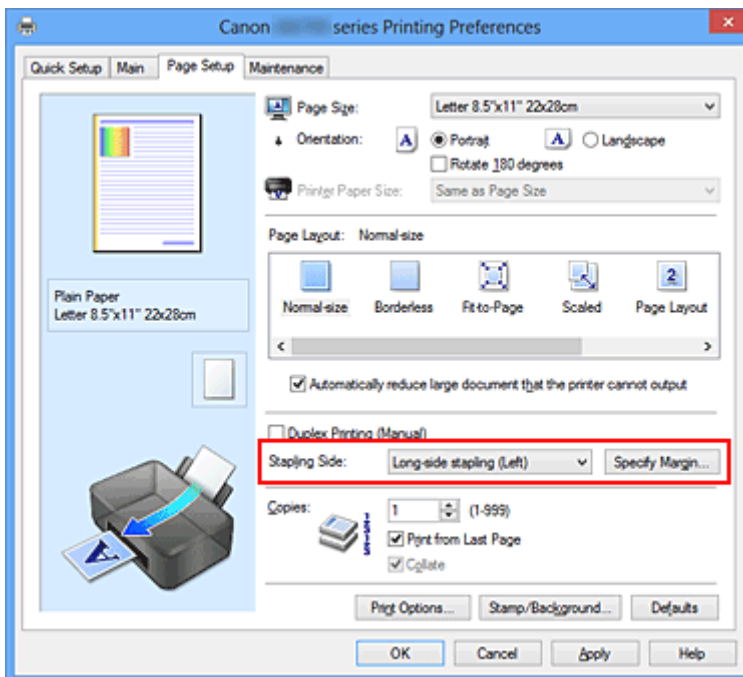 Canon series Printing Preferences
Quick Setup Main Page Setup Maintenance
Page Size: Letter 8.5"x11" 22x28cm
Orientation: A Portrait A Landscape
Rotate 180 degrees
Printer Paper Size: Same as Page Size
Page Layout: Normal-size
2
Normal-size Borderless Fit-to-Page Scaled Page Layout
Plain Paper
Letter 8.5"x11" 22x28cm
Automatically reduce large document that the printer cannot output
Duplex Printing (Manual)
Stapling Side: Long-side stapling (Left) Specify Margin...
Copies: 1 (1-999)
Print from Last Page
Collate
A
Print Options... Stamp/Background... Defaults
OK Cancel Apply Help